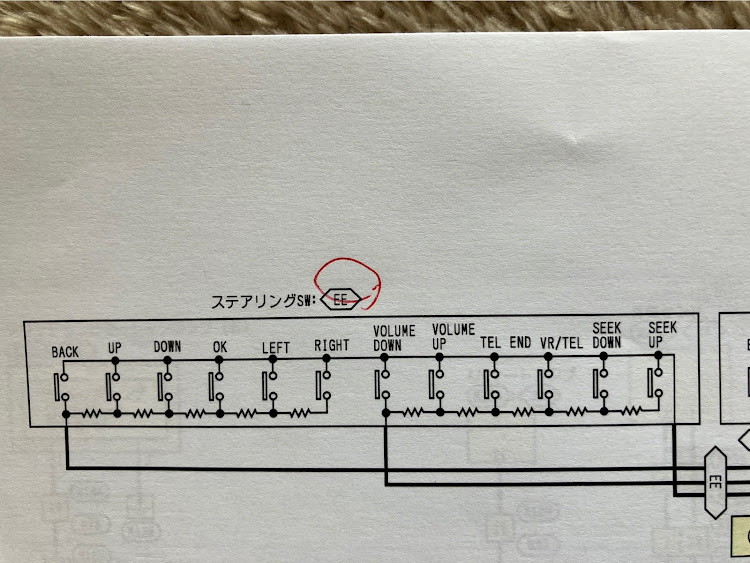 ステアリングSW: EE
BACK UP DOWN OK LEFT RIGHT VOLUME DOWN VOLUME UP TEL END VR/TEL SEEK DOWN SEEK UP
EE